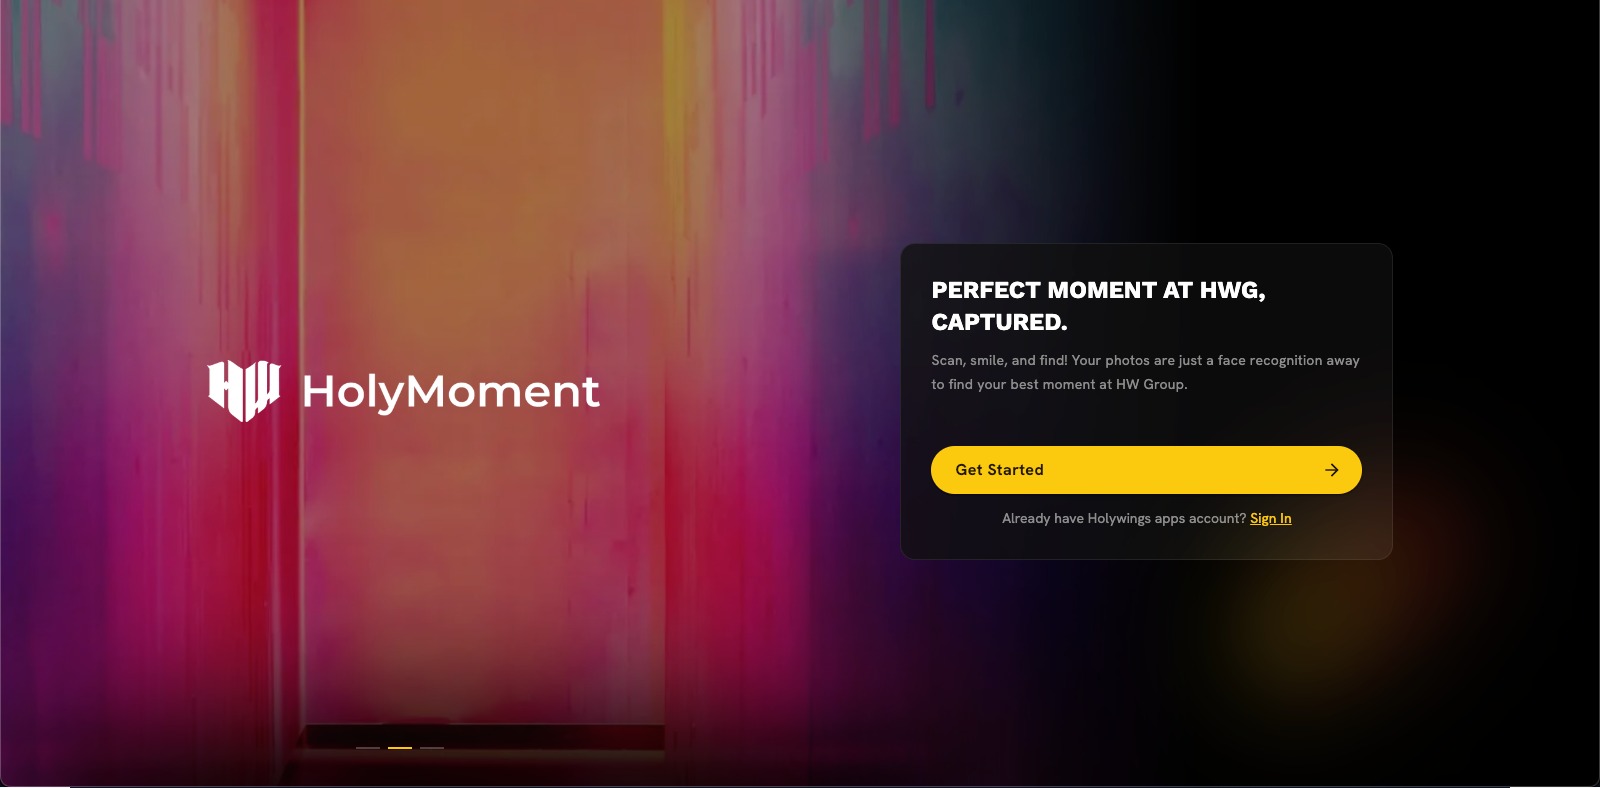 HW HolyMoment
PERFECT MOMENT AT HWG,
CAPTURED.
Scan, smile, and find! Your photos are just a face recognition away
to find your best moment at HW Group.
Get Started
Already have Holywings apps account? Sign In